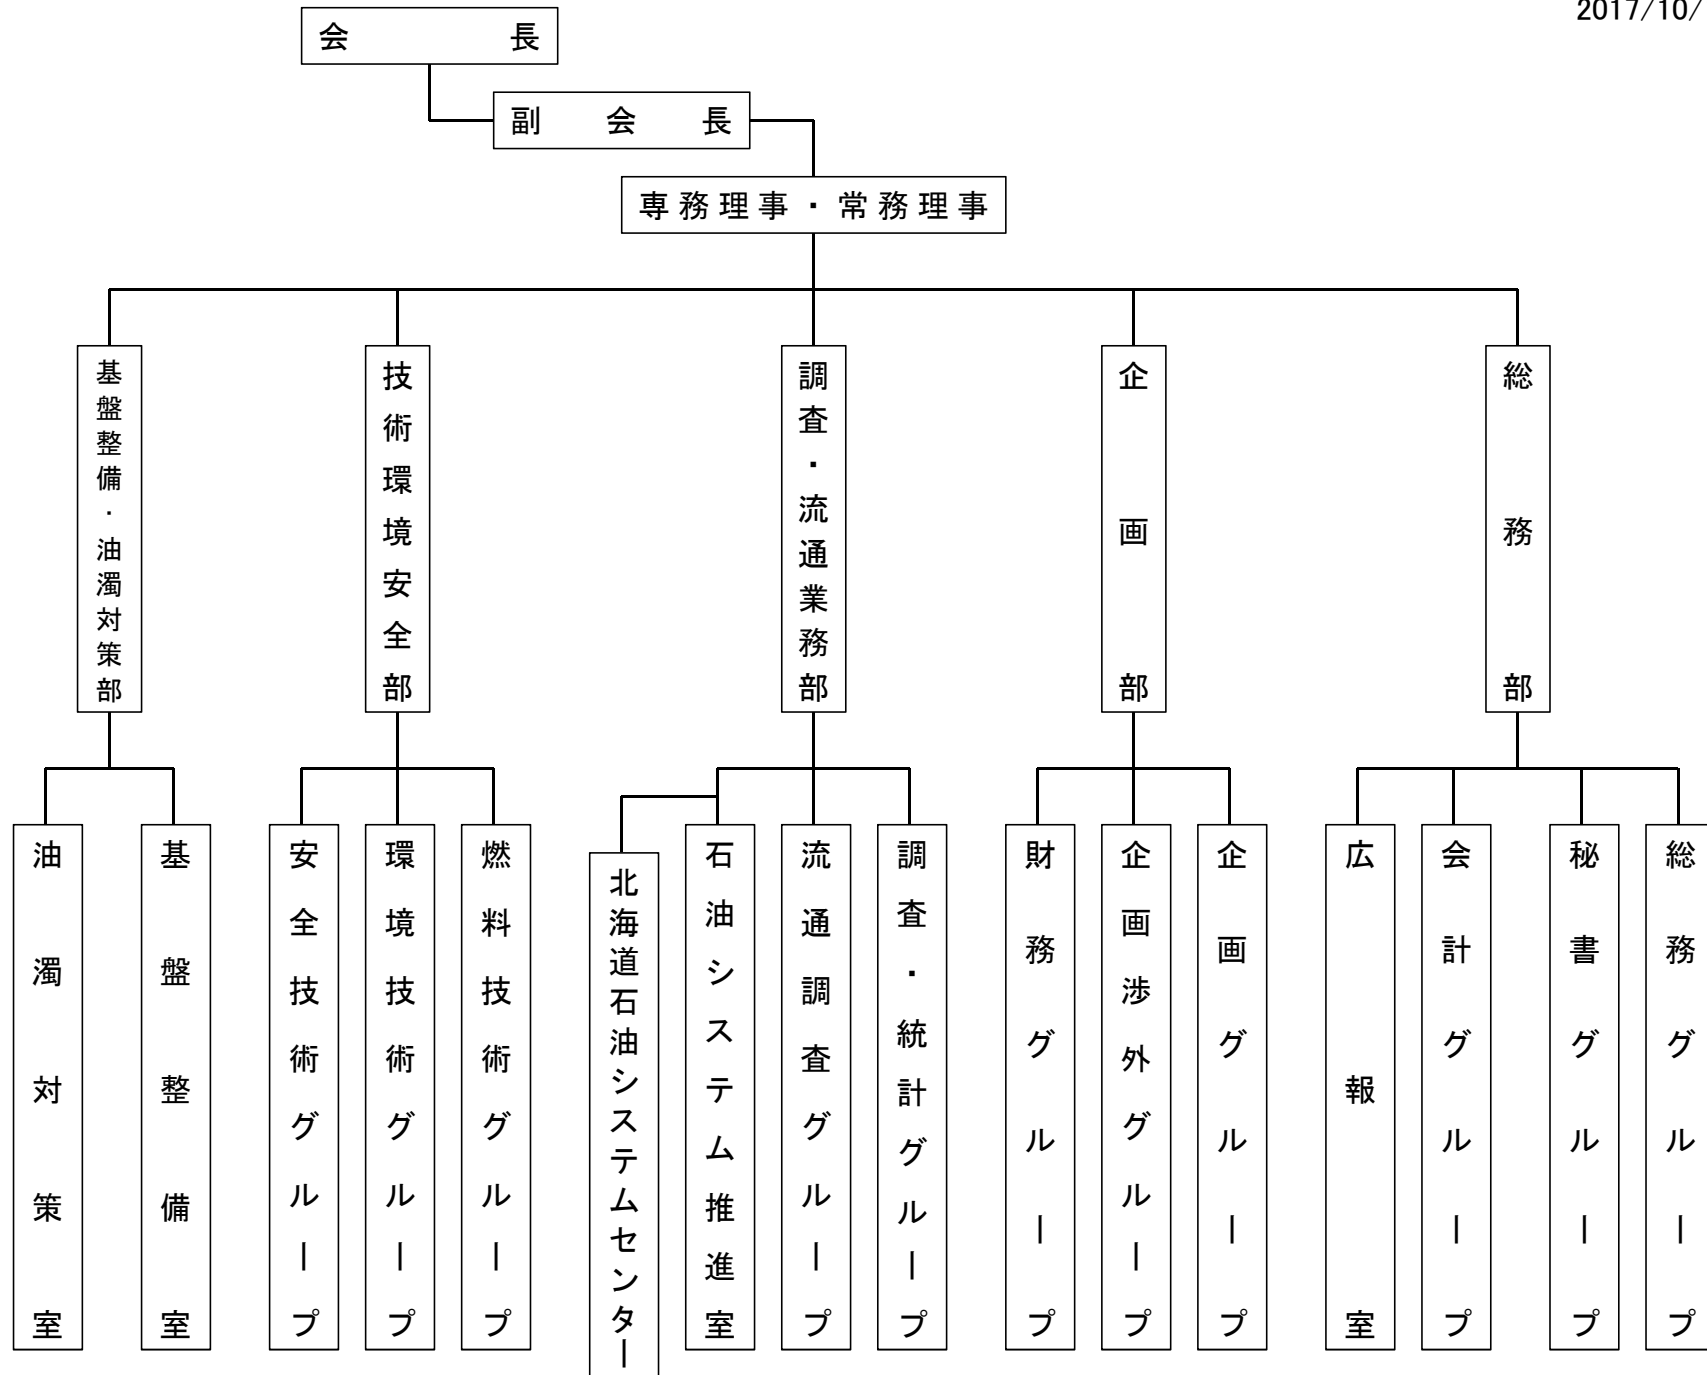 2017/10/
会長
副会長
専務理事・常務理事
総務部
企画部
調査・流通業務部
技術環境安全部
基盤整備・油濁対策部
総務グループ
秘書グループ
会計グループ
広報室
企画グループ
企画渉外グループ
財務グループ
調査・統計グループ
流通調査グループ
石油システム推進室
北海道石油システムセンター
燃料技術グループ
環境技術グループ
安全技術グループ
基盤整備室
油濁対策室